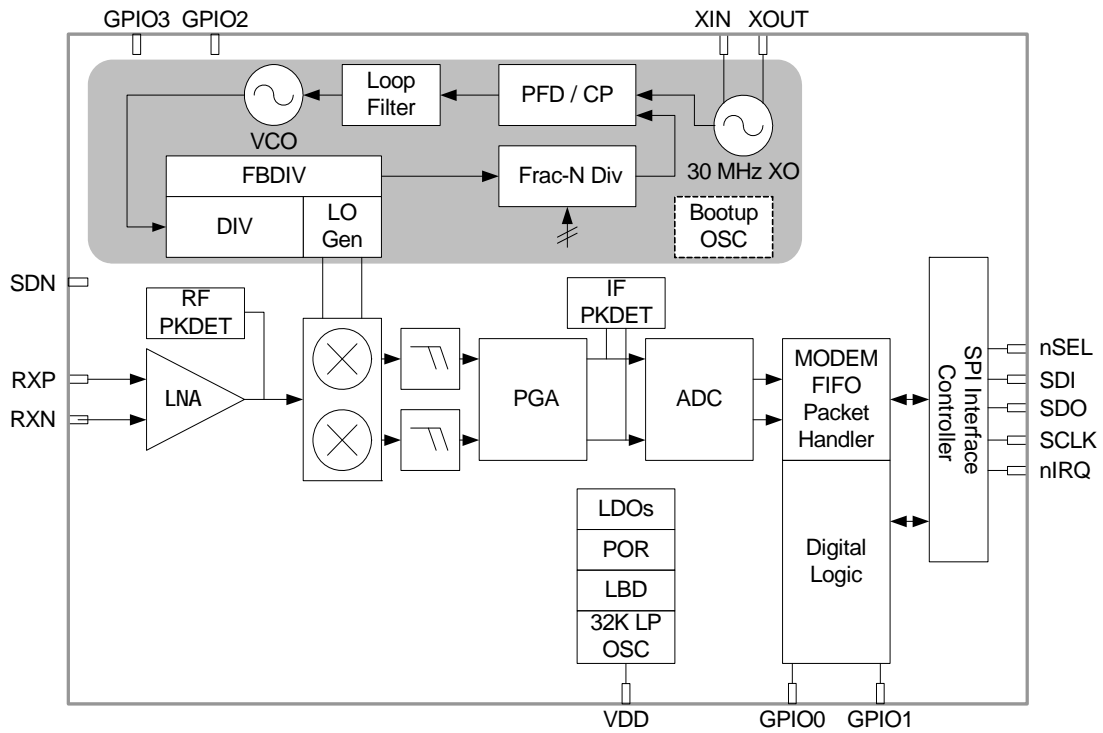 GPIO3 GPIO2
XIN XOUT
Loop
Filter
PFD / CP
VCO
30 MHz XO
FBDIV
Frac-N Div
DIV
LO
Gen
Bootup
OSC
SDN
RF
PKDET
IF
PKDET
RXP
RXN
LNA
PGA
ADC
MODEM
FIFO
Packet
Handler
SPI Interface
Controller
nSEL
SDI
SDO
SCLK
nIRQ
LDOs
POR
LBD
32K LP
OSC
Digital
Logic
VDD
GPIO0
GPIO1